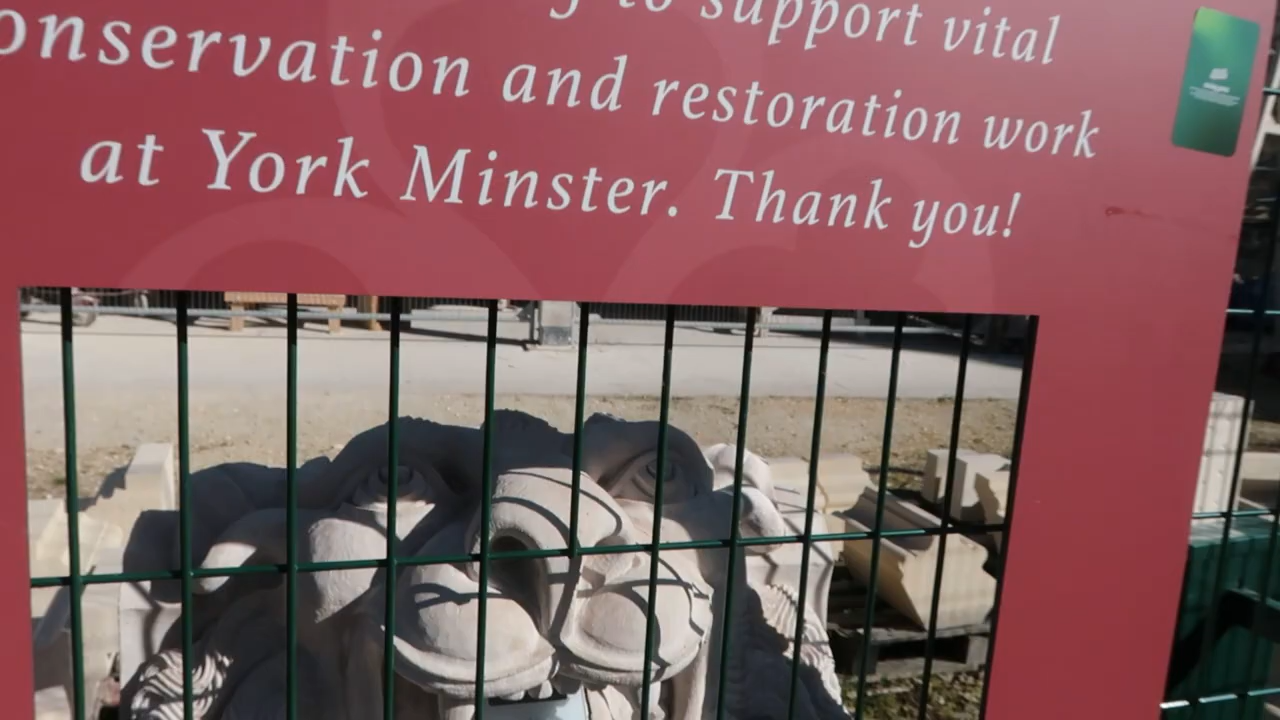 to support vital
onservation and restoration work
at York Minster. Thank you!